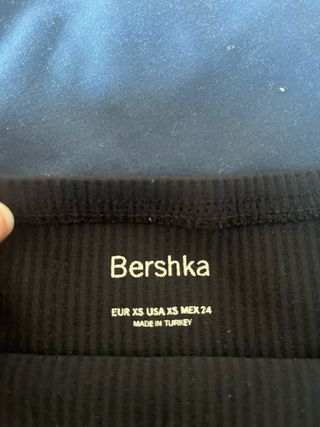 Bershka
EUR XS USA XS MEX 24
MADE IN TURKEY